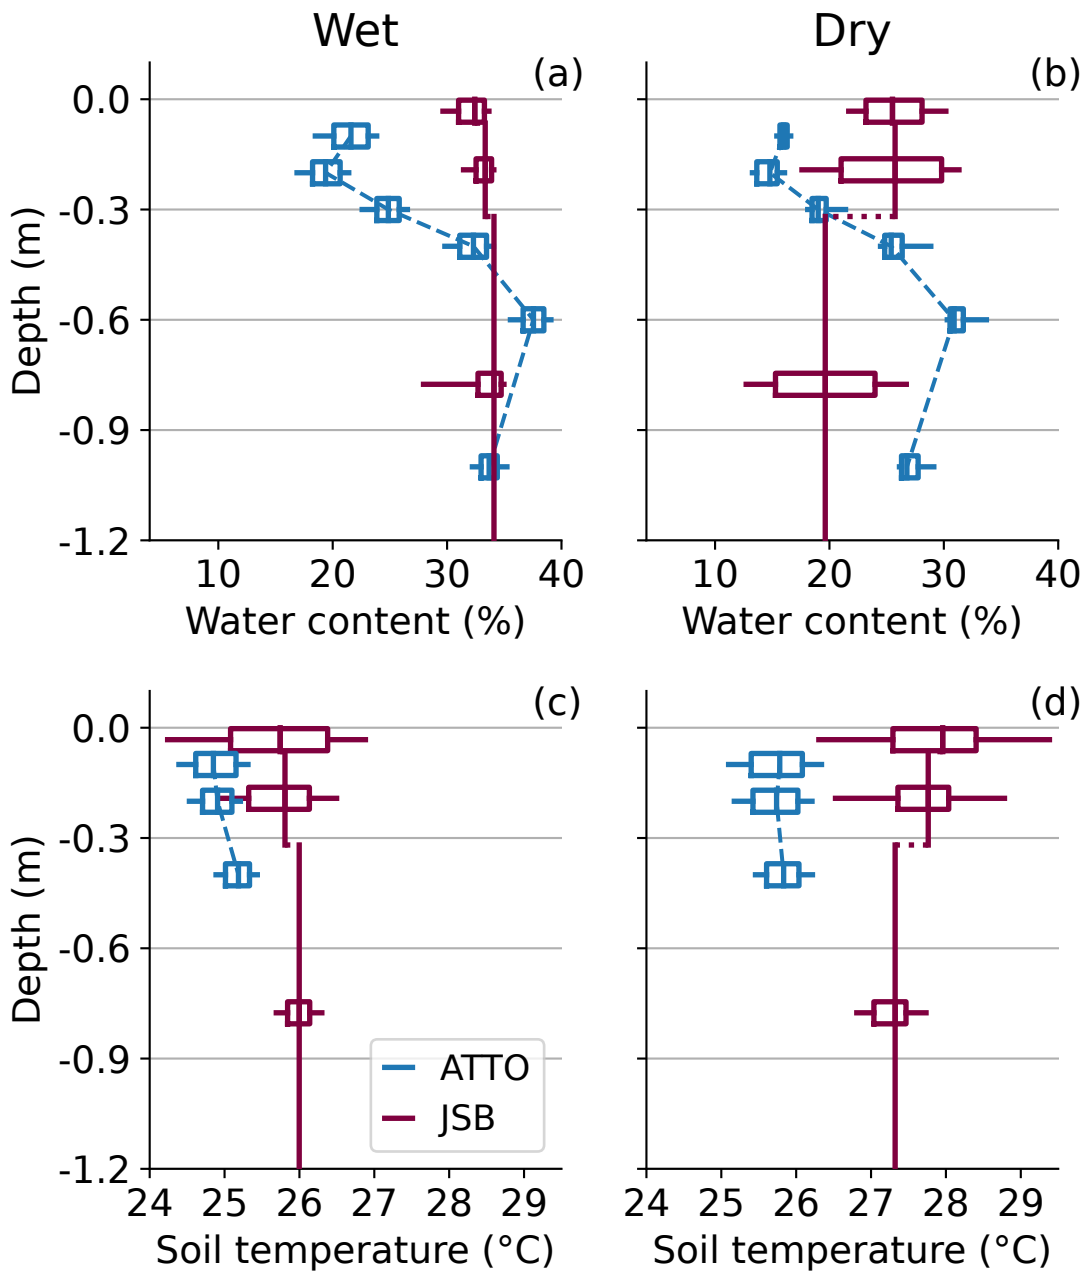 Wet
Dry
(a)
(b)
0.0
-0.3
-0.6
-0.9
-1.2
Depth (m)
10 20 30 40
10 20 30 40
Water content (%)
Water content (%)
(c)
(d)
0.0
-0.3
-0.6
-0.9
-1.2
Depth (m)
ATTO
JSB
24 25 26 27 28 29
24 25 26 27 28 29
Soil temperature (°C)
Soil temperature (°C)